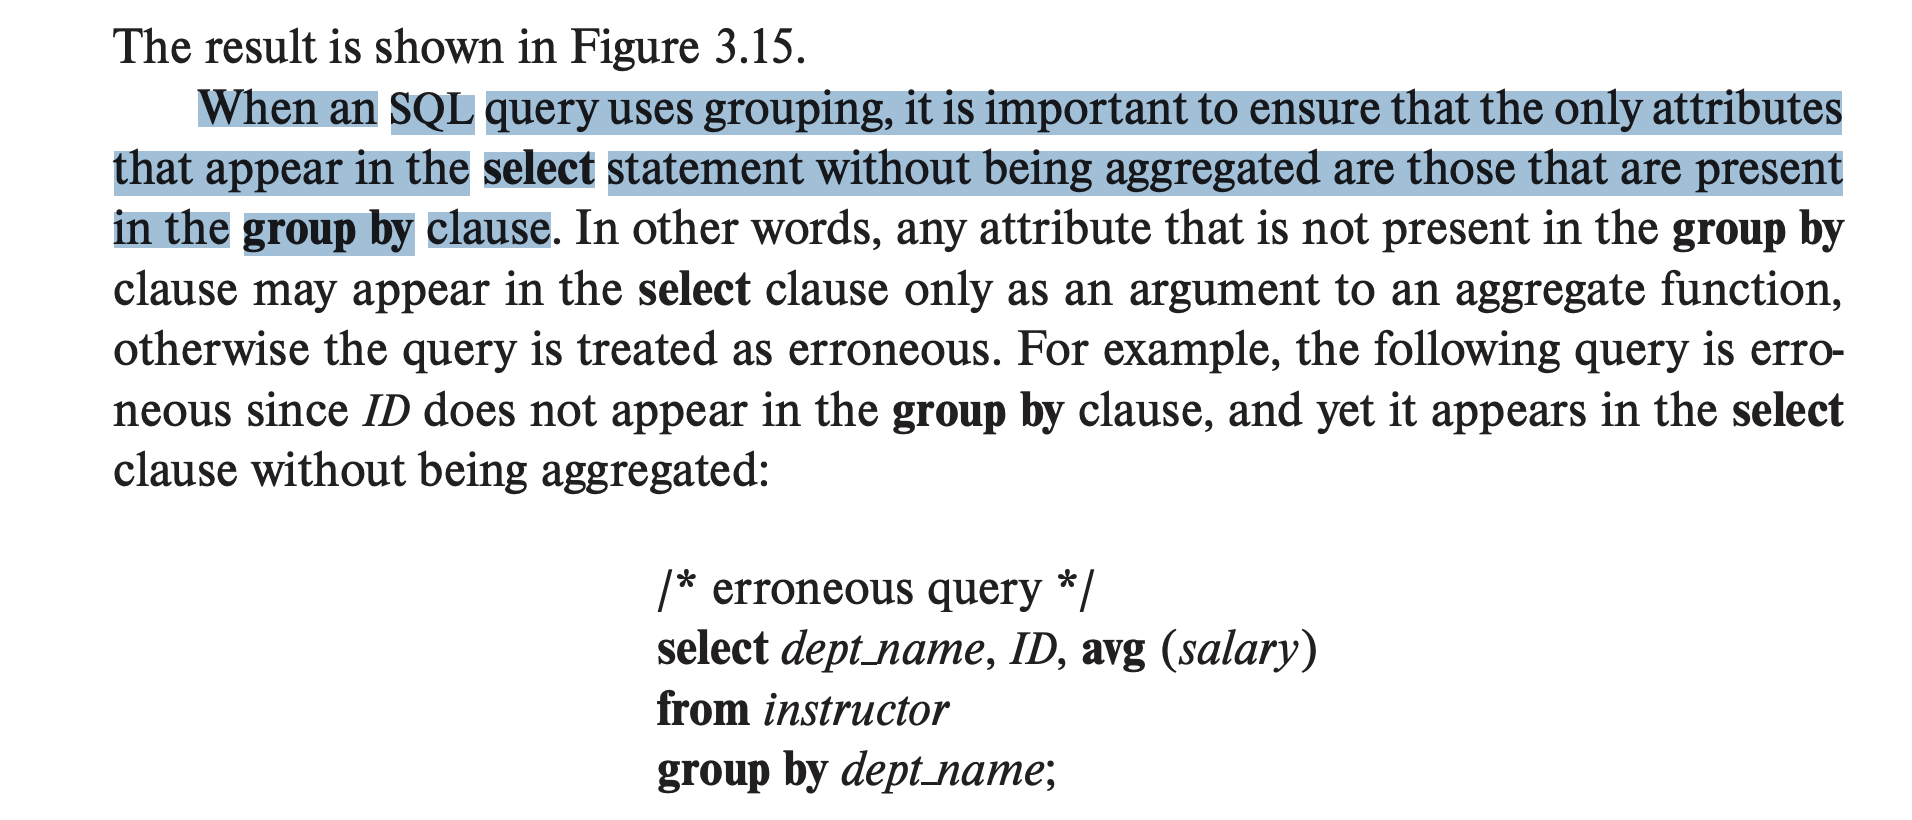 The result is shown in Figure 3.15.
When an SQL query uses grouping, it is important to ensure that the only attributes
that appear in the select statement without being aggregated are those that are present
in the group by clause. In other words, any attribute that is not present in the group by
clause may appear in the select clause only as an argument to an aggregate function,
otherwise the query is treated as erroneous. For example, the following query is erro-
neous since ID does not appear in the group by clause, and yet it appears in the select
clause without being aggregated:
/* erroneous query */
select dept_name, ID, avg (salary)
from instructor
group by dept_name;